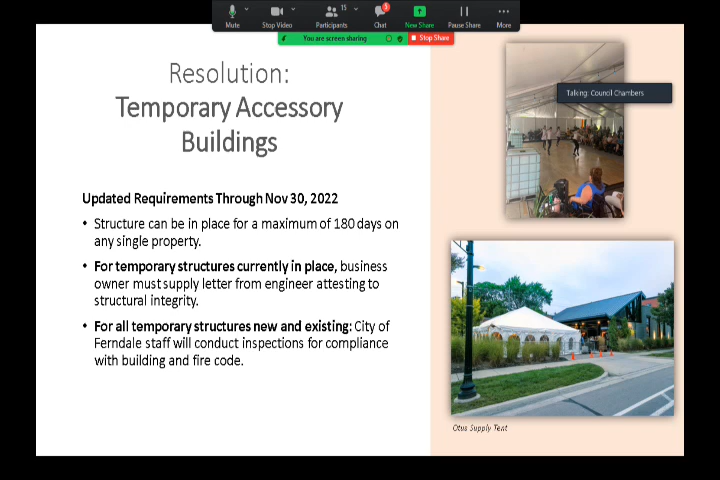 Mute
Stop Video
15
Participants
5
Chat
New Share
Pause Share
More
You are screen sharing
Stop Share
Talking: Council Chambers
Resolution:
Temporary Accessory
Buildings
Updated Requirements Through Nov 30, 2022
• Structure can be in place for a maximum of 180 days on
any single property.
• For temporary structures currently in place, business
owner must supply letter from engineer attesting to
structural integrity.
• For all temporary structures new and existing: City of
Ferndale staff will conduct inspections for compliance
with building and fire code.
Otus Supply Tent